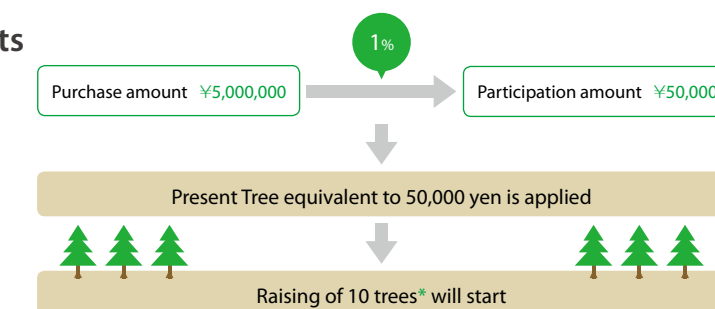 ts
1%
Purchase amount ¥5,000,000
Participation amount ¥50,000
Present Tree equivalent to 50,000 yen is applied
Raising of 10 trees* will start